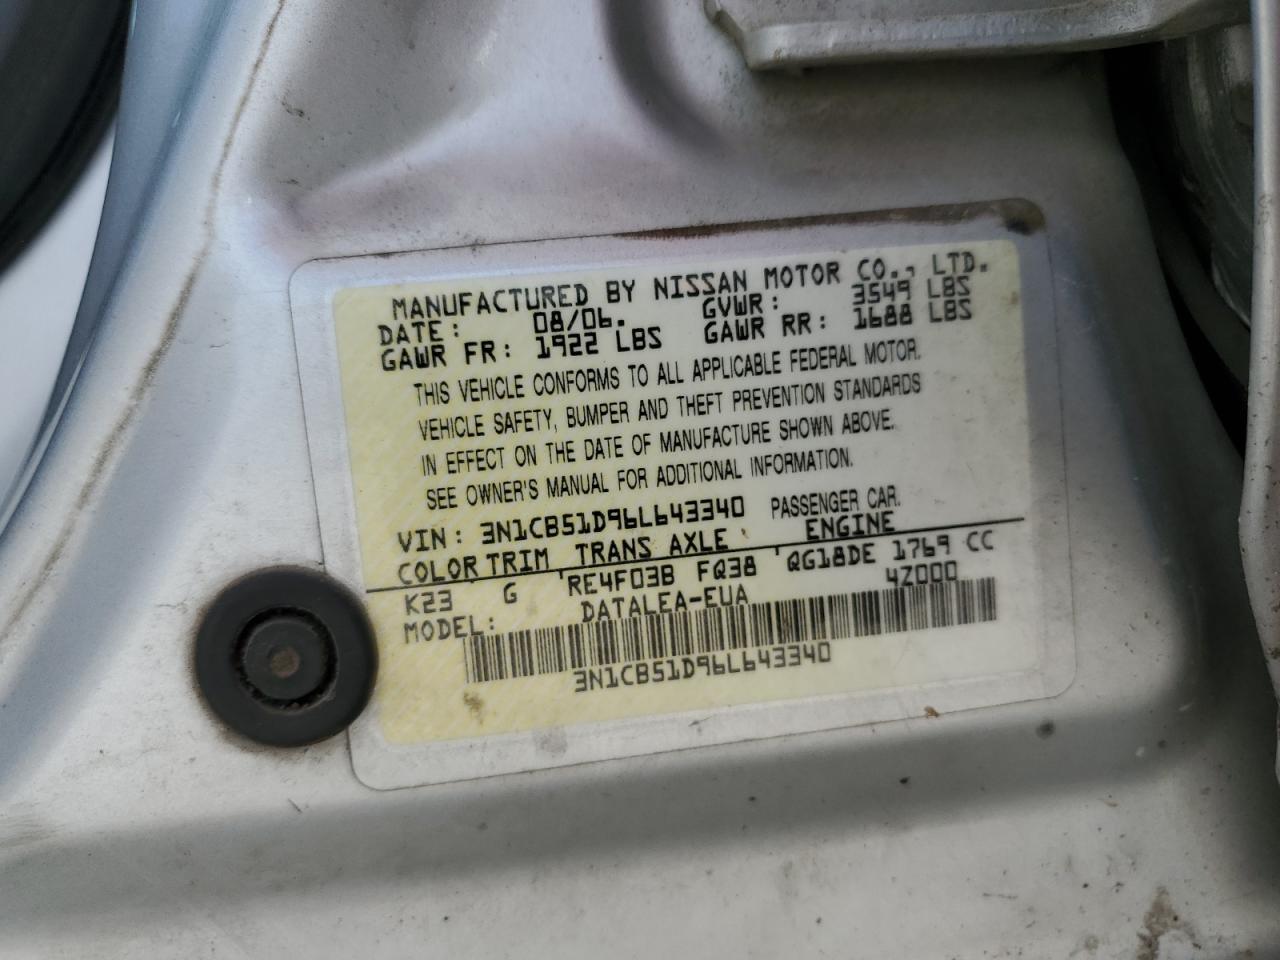 MANUFACTURED BY NISSAN MOTOR CO., LTD.
DATE: 08/06. GVWR: 3549 LBS
GAWR FR: 1922 LBS GAWR RR: 1688 LBS
THIS VEHICLE CONFORMS TO ALL APPLICABLE FEDERAL MOTOR.
VEHICLE SAFETY, BUMPER AND THEFT PREVENTION STANDARDS
IN EFFECT ON THE DATE OF MANUFACTURE SHOWN ABOVE.
SEE OWNER'S MANUAL FOR ADDITIONAL INFORMATION.
VIN: 3N1CB51D96L643340 PASSENGER CAR.
COLOR TRIM TRANS AXLE ENGINE
K23 G RE4F03B FQ38 QG18DE 1769 CC
MODEL: DATALEA-EUA 4Z000
3N1CB51D96L643340